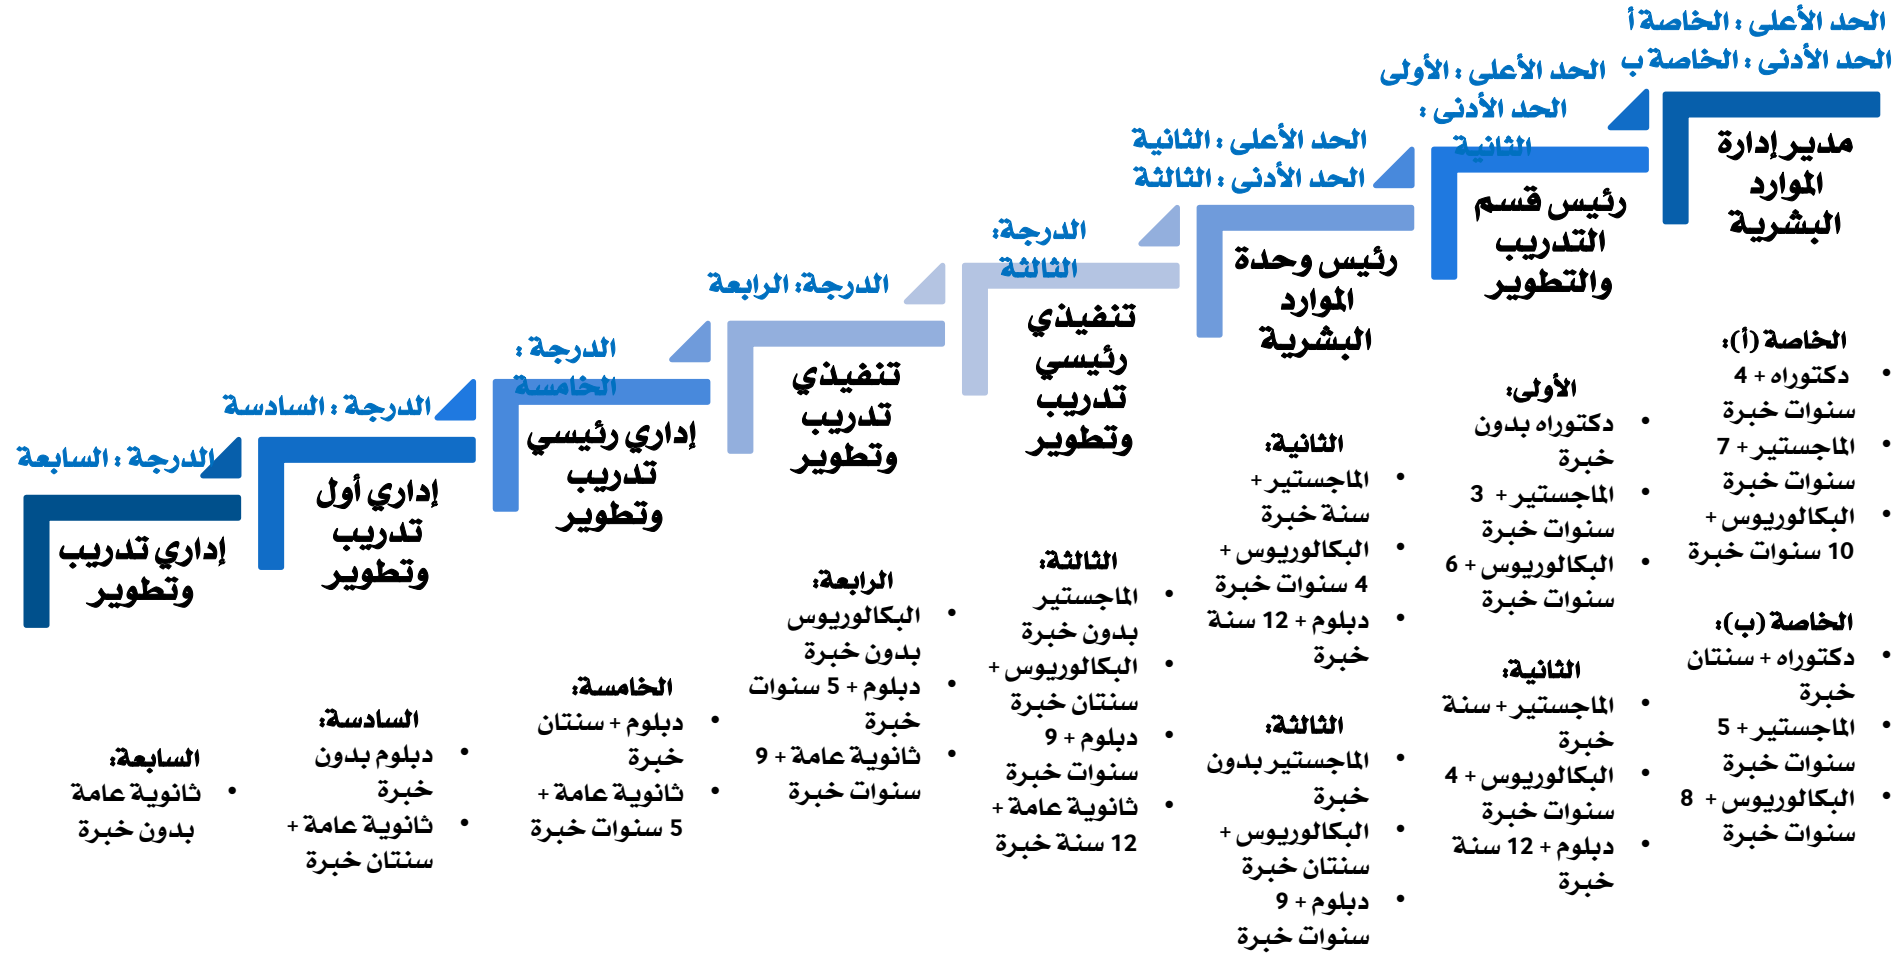 الحد الأعلى : الخاصة أ
الحد الأدنى : الخاصة ب
مدير إدارة
الموارد
البشرية
الخاصة (أ):
• دكتوراه + 4
سنوات خبرة
• الماجستير + 7
سنوات خبرة
• البكالوريوس +
10 سنوات خبرة
الخاصة (ب):
• دكتوراه + سنتان
خبرة
• الماجستير + 5
سنوات خبرة
• البكالوريوس + 8
سنوات خبرة
الحد الأعلى : الأولى
الحد الأدنى :
الثانية
رئيس قسم
التدريب
والتطوير
الأولى:
• دكتوراه بدون
خبرة
• الماجستير + 3
سنوات خبرة
• البكالوريوس + 6
سنوات خبرة
الثانية:
• الماجستير + سنة
خبرة
• البكالوريوس + 4
سنوات خبرة
• دبلوم + 12 سنة
خبرة
الحد الأعلى : الثانية
الحد الأدنى : الثالثة
رئيس وحدة
الموارد
البشرية
الثانية:
• الماجستير +
سنة خبرة
• البكالوريوس +
4 سنوات خبرة
• دبلوم + 12 سنة
خبرة
الثالثة:
• الماجستير بدون
خبرة
• البكالوريوس +
سنتان خبرة
• دبلوم + 9
سنوات خبرة
الدرجة:
الثالثة
تنفيذي
رئيسي
تدريب
وتطوير
الثالثة:
• الماجستير
بدون خبرة
• البكالوريوس +
سنتان خبرة
• دبلوم + 9
سنوات خبرة
• ثانوية عامة +
12 سنة خبرة
الدرجة: الرابعة
تنفيذي
تدريب
وتطوير
الرابعة:
• البكالوريوس
بدون خبرة
• دبلوم + 5 سنوات
خبرة
• ثانوية عامة + 9
سنوات خبرة
الدرجة :
الخامسة
إداري رئيسي
تدريب
وتطوير
الخامسة:
• دبلوم + سنتان
خبرة
• ثانوية عامة +
5 سنوات خبرة
الدرجة : السادسة
إداري أول
تدريب
وتطوير
السادسة:
• دبلوم بدون
خبرة
• ثانوية عامة +
سنتان خبرة
الدرجة : السابعة
إداري تدريب
وتطوير
السابعة:
• ثانوية عامة
بدون خبرة